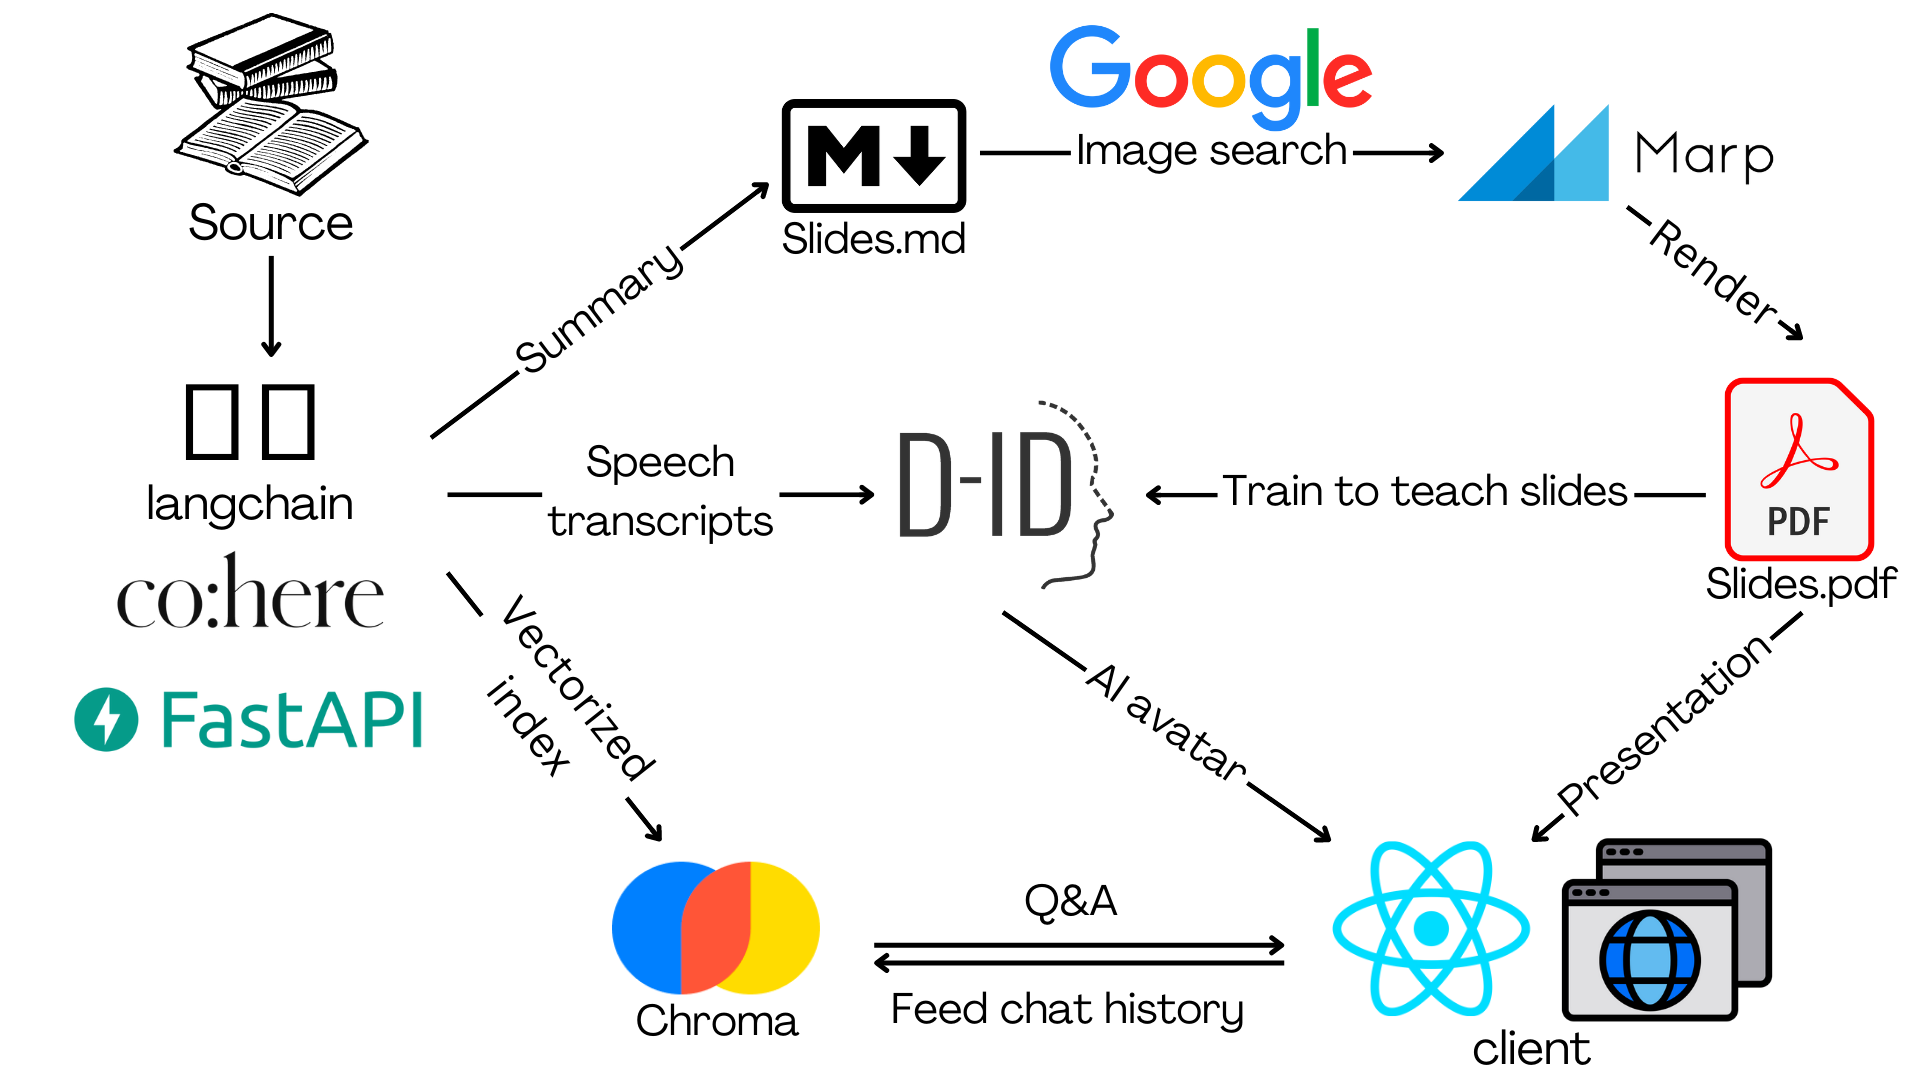 Source
langchain
co:here
FastAPI
Summary
M
Slides.md
Google
Image search
Marp
Render
Speech
transcripts
D-ID
Train to teach slides
PDF
Slides.pdf
Vectorized
index
AI avatar
Presentation
Chroma
Q&A
Feed chat history
client